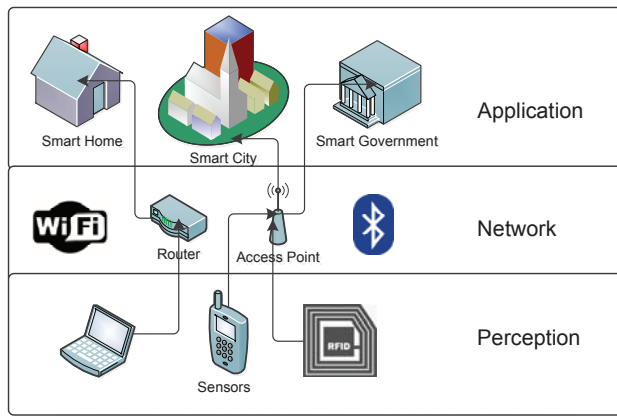 Smart Home
Smart City
Smart Government
Application
WiFi
Router
Access Point
Network
Sensors
RFID
Perception